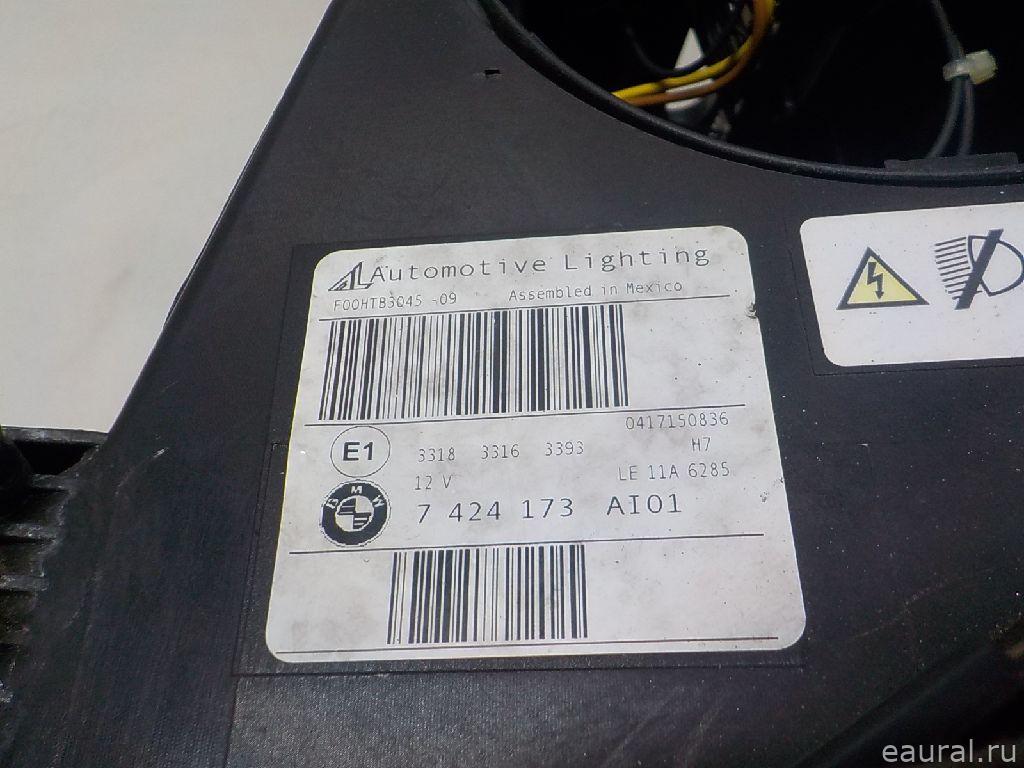 AL Automotive Lighting
F00HTB3045 -09 Assembled in Mexico
0417150836
E1 3318 3316 3393 H7
12 V LE 11A 6285
BMW 7 424 173 AI01
eaural.ru